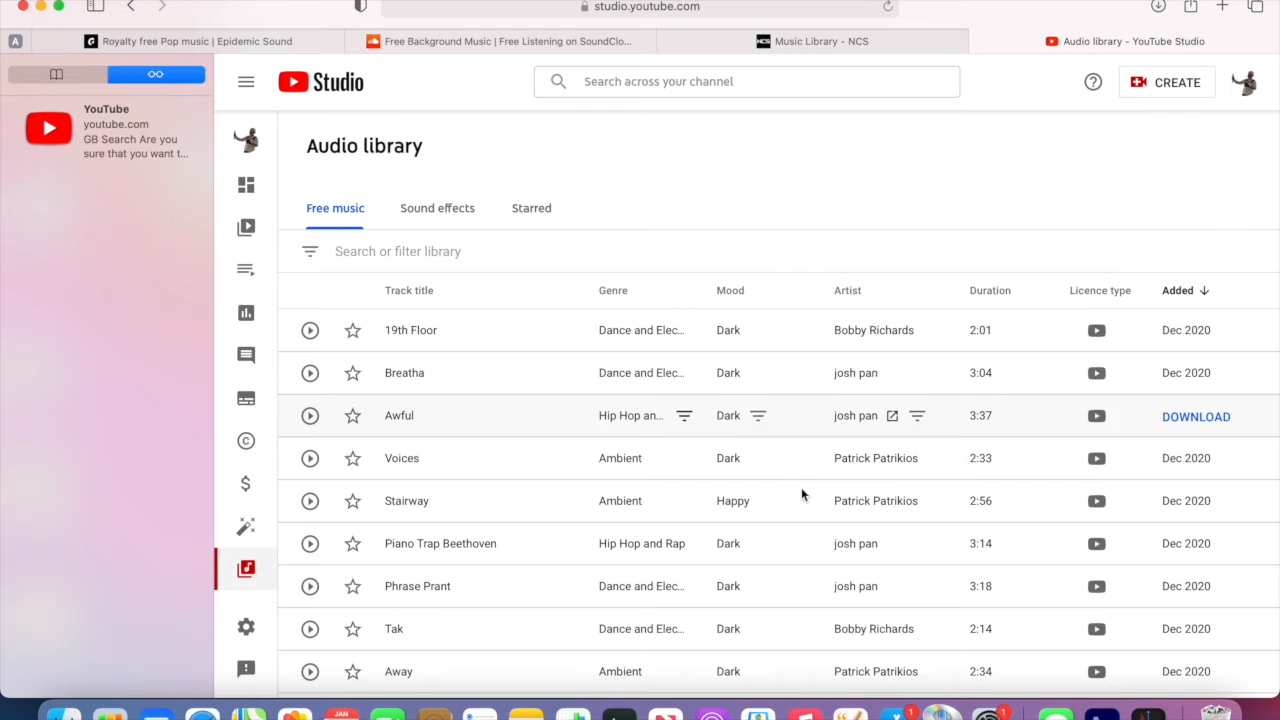 studio.youtube.com
A
Royalty free Pop music | Epidemic Sound
Free Background Music | Free Listening on SoundClo...
NCS
Music Library - NCS
Audio library - YouTube Studio
YouTube
youtube.com
GB Search Are you
sure that you want t...
Studio
Search across your channel
CREATE
Audio library
Free music
Sound effects
Starred
Search or filter library
Track title Genre Mood Artist Duration Licence type Added
19th Floor Dance and Elec... Dark Bobby Richards 2:01 Dec 2020
Breatha Dance and Elec... Dark josh pan 3:04 Dec 2020
Awful Hip Hop an... Dark josh pan 3:37 DOWNLOAD
Voices Ambient Dark Patrick Patrikios 2:33 Dec 2020
Stairway Ambient Happy Patrick Patrikios 2:56 Dec 2020
Piano Trap Beethoven Hip Hop and Rap Dark josh pan 3:14 Dec 2020
Phrase Prant Dance and Elec... Dark josh pan 3:18 Dec 2020
Tak Dance and Elec... Dark Bobby Richards 2:14 Dec 2020
Away Ambient Dark Patrick Patrikios 2:34 Dec 2020
JAN
1
1